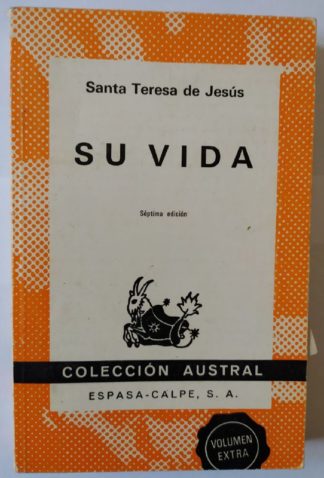 Santa Teresa de Jesús
SU VIDA
Séptima edición
COLECCIÓN AUSTRAL
ESPASA-CALPE, S. A.
VOLUMEN
EXTRA